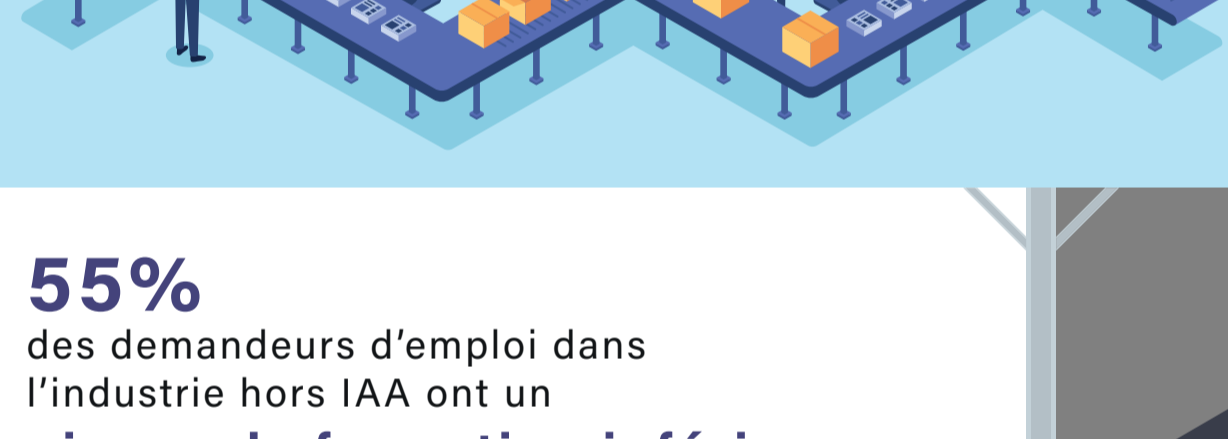 55%
des demandeurs d’emploi dans
l’industrie hors IAA ont un